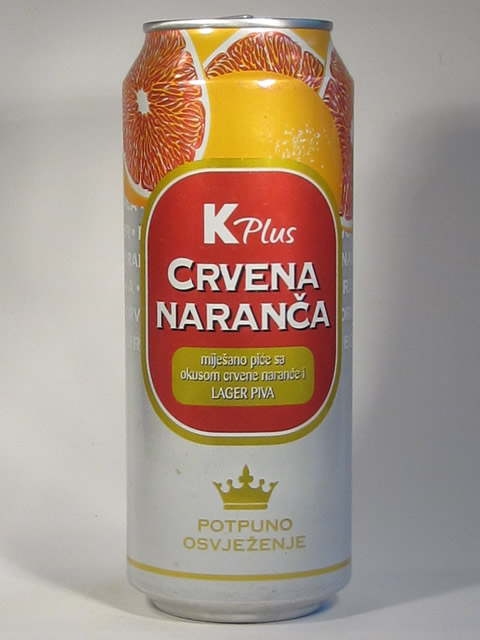 K Plus
CRVENA
NARANČA
miješano piće sa
okusom crvene naranče i
LAGER PIVA
POTPUNO
OSVJEŽENJE